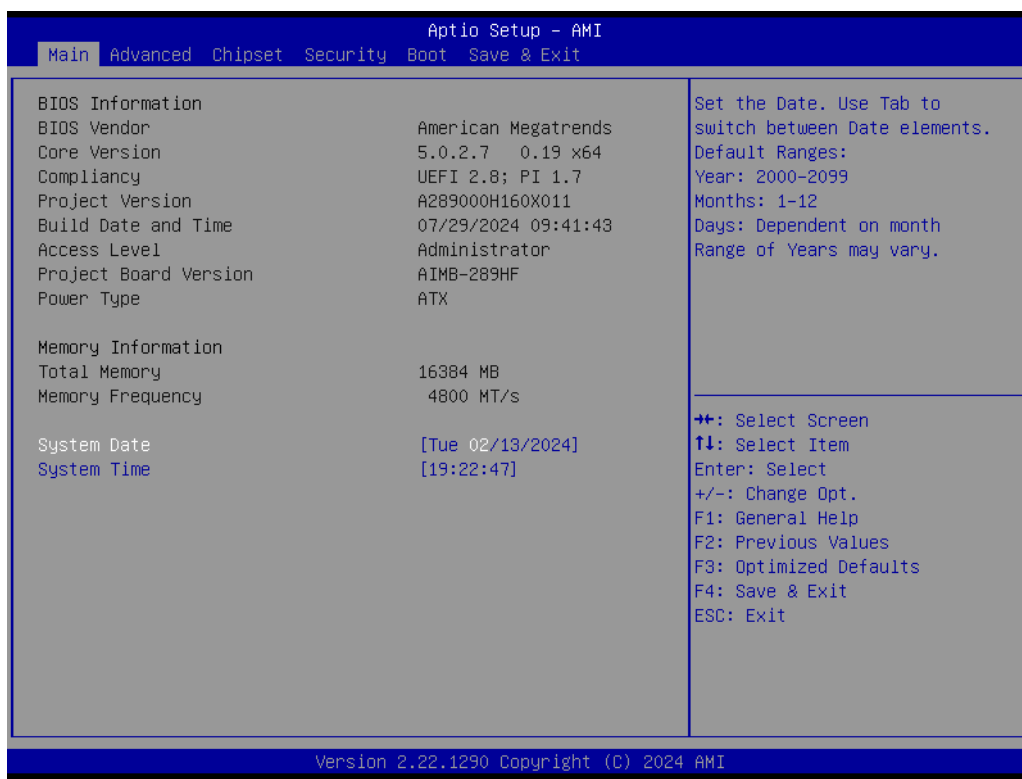 Aptio Setup – AMI
Main Advanced Chipset Security Boot Save & Exit
BIOS Information
BIOS Vendor American Megatrends
Core Version 5.0.2.7 0.19 x64
Compliancy UEFI 2.8; PI 1.7
Project Version A289000H160X011
Build Date and Time 07/29/2024 09:41:43
Access Level Administrator
Project Board Version AIMB-289HF
Power Type ATX
Memory Information
Total Memory 16384 MB
Memory Frequency 4800 MT/s
System Date [Tue 02/13/2024]
System Time [19:22:47]
Set the Date. Use Tab to
switch between Date elements.
Default Ranges:
Year: 2000-2099
Months: 1-12
Days: Dependent on month
Range of Years may vary.
→←: Select Screen
↑↓: Select Item
Enter: Select
+/-: Change Opt.
F1: General Help
F2: Previous Values
F3: Optimized Defaults
F4: Save & Exit
ESC: Exit
Version 2.22.1290 Copyright (C) 2024 AMI